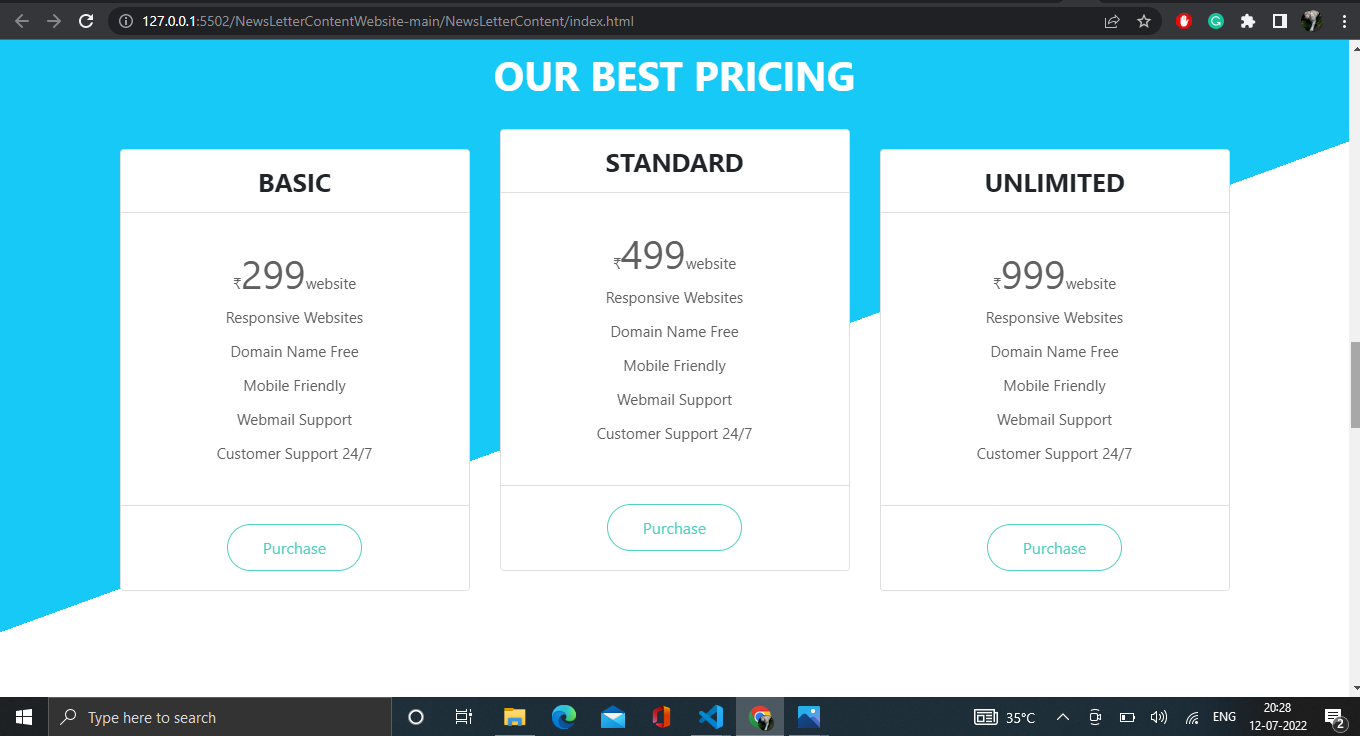 127.0.0.1:5502/NewsLetterContentWebsite-main/NewsLetterContent/index.html
OUR BEST PRICING
BASIC
₹299website
Responsive Websites
Domain Name Free
Mobile Friendly
Webmail Support
Customer Support 24/7
Purchase
STANDARD
₹499website
Responsive Websites
Domain Name Free
Mobile Friendly
Webmail Support
Customer Support 24/7
Purchase
UNLIMITED
₹999website
Responsive Websites
Domain Name Free
Mobile Friendly
Webmail Support
Customer Support 24/7
Purchase
Type here to search
35°C
ENG
20:28
12-07-2022
2